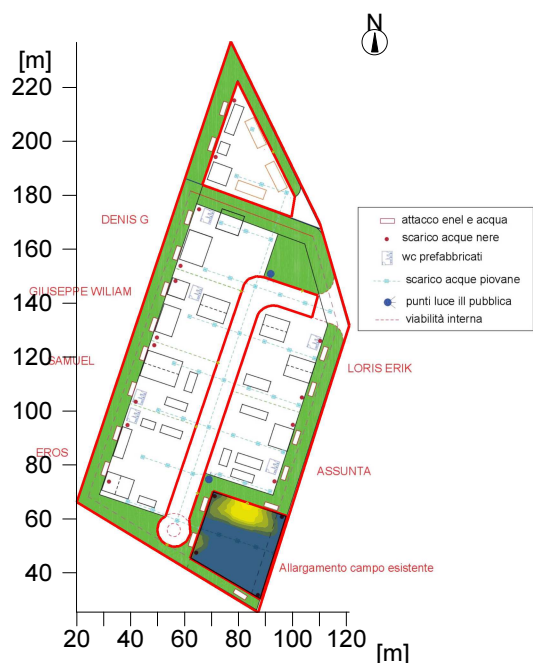 N
[m]
220
200
180
160
140
120
100
80
60
40
20 40 60 80 100 120
[m]
DENIS G
GIUSEPPE WILIAM
SAMUEL
EROS
LORIS ERIK
ASSUNTA
Allargamento campo esistente
attacco enel e acqua
scarico acque nere
wc prefabbricati
scarico acque piovane
punti luce ill pubblica
viabilità interna